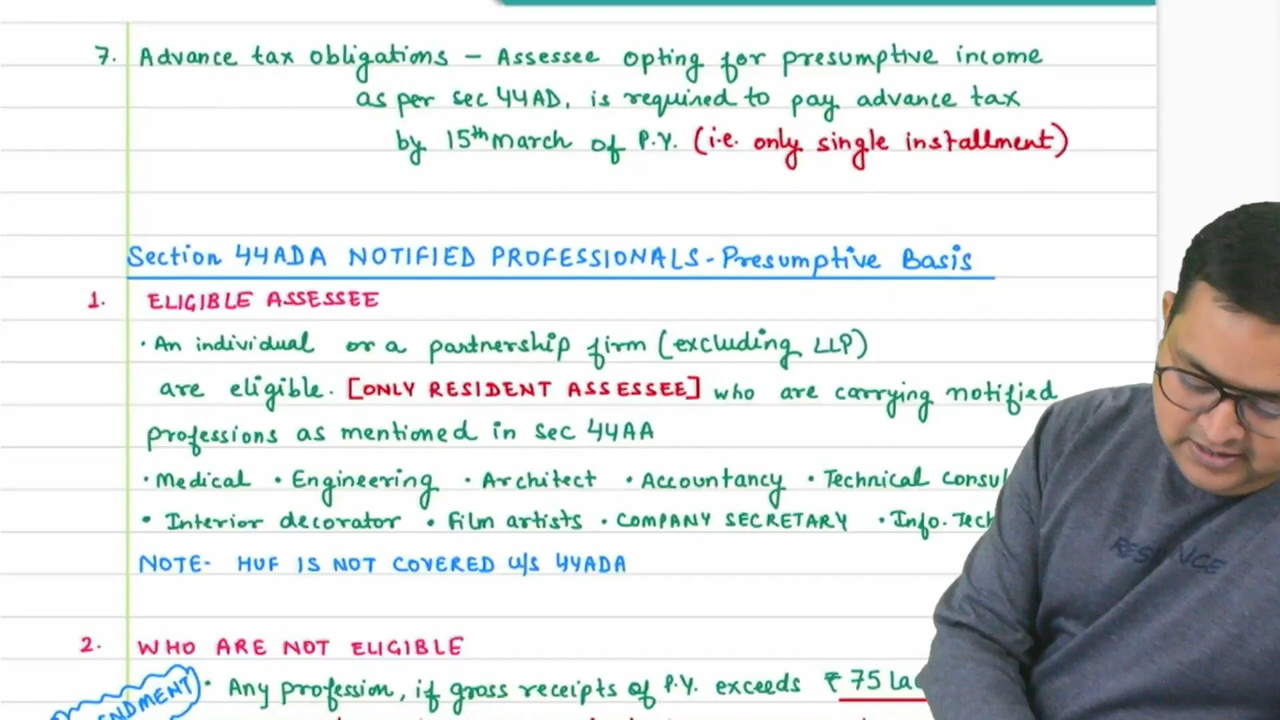 7. Advance tax obligations – Assessee opting for presumptive income
as per sec 44AD, is required to pay advance tax
by 15th March of P.Y. (i.e. only single installment)
Section 44ADA NOTIFIED PROFESSIONALS - Presumptive Basis
1. ELIGIBLE ASSESSEE
· An individual or a partnership firm (excluding LLP)
are eligible. [ONLY RESIDENT ASSESSEE] who are carrying notified
professions as mentioned in sec 44AA
· Medical · Engineering · Architect · Accountancy · Technical
· Interior decorator · Film artists · COMPANY SECRETARY · Info.
NOTE- HUF IS NOT COVERED u/s 44ADA
2. WHO ARE NOT ELIGIBLE
· Any profession, if gross receipts of P.Y. exceeds ₹ 75